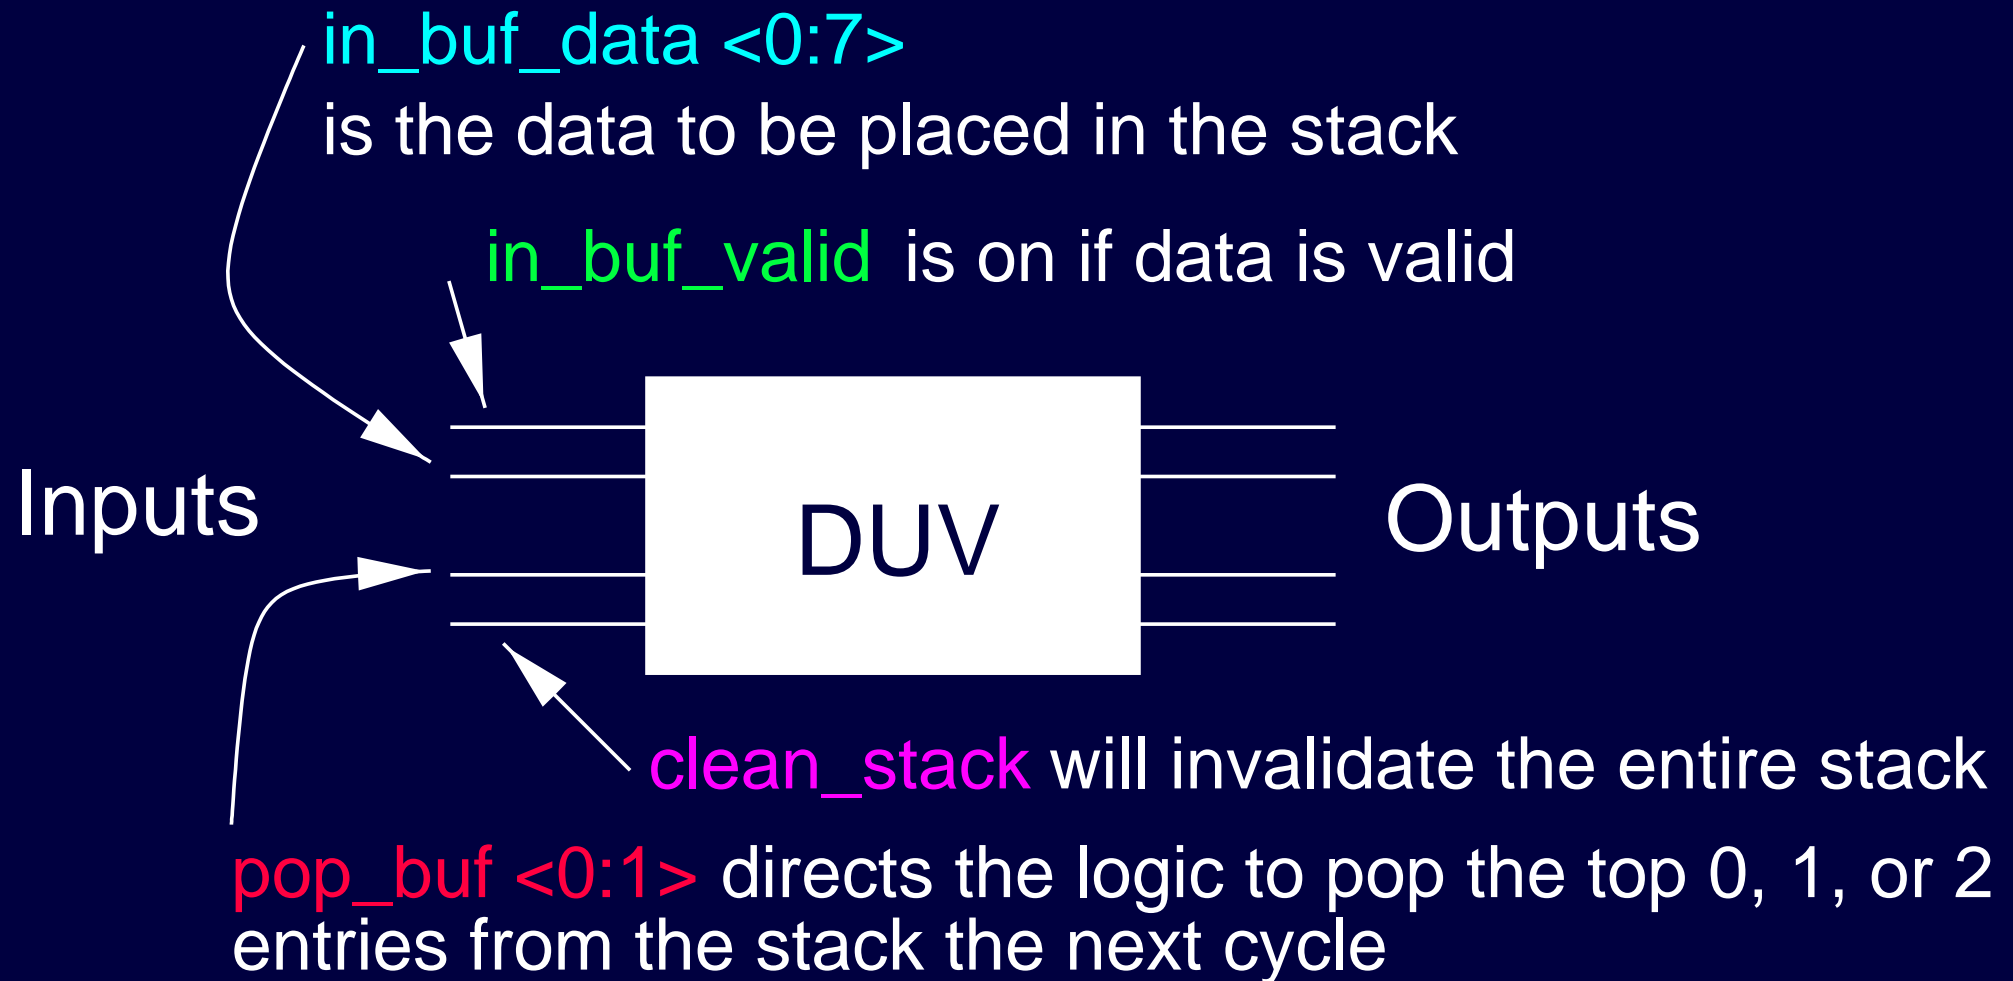 in_buf_data <0:7>
is the data to be placed in the stack
in_buf_valid is on if data is valid
Inputs
DUV
Outputs
clean_stack will invalidate the entire stack
pop_buf <0:1> directs the logic to pop the top 0, 1, or 2
entries from the stack the next cycle